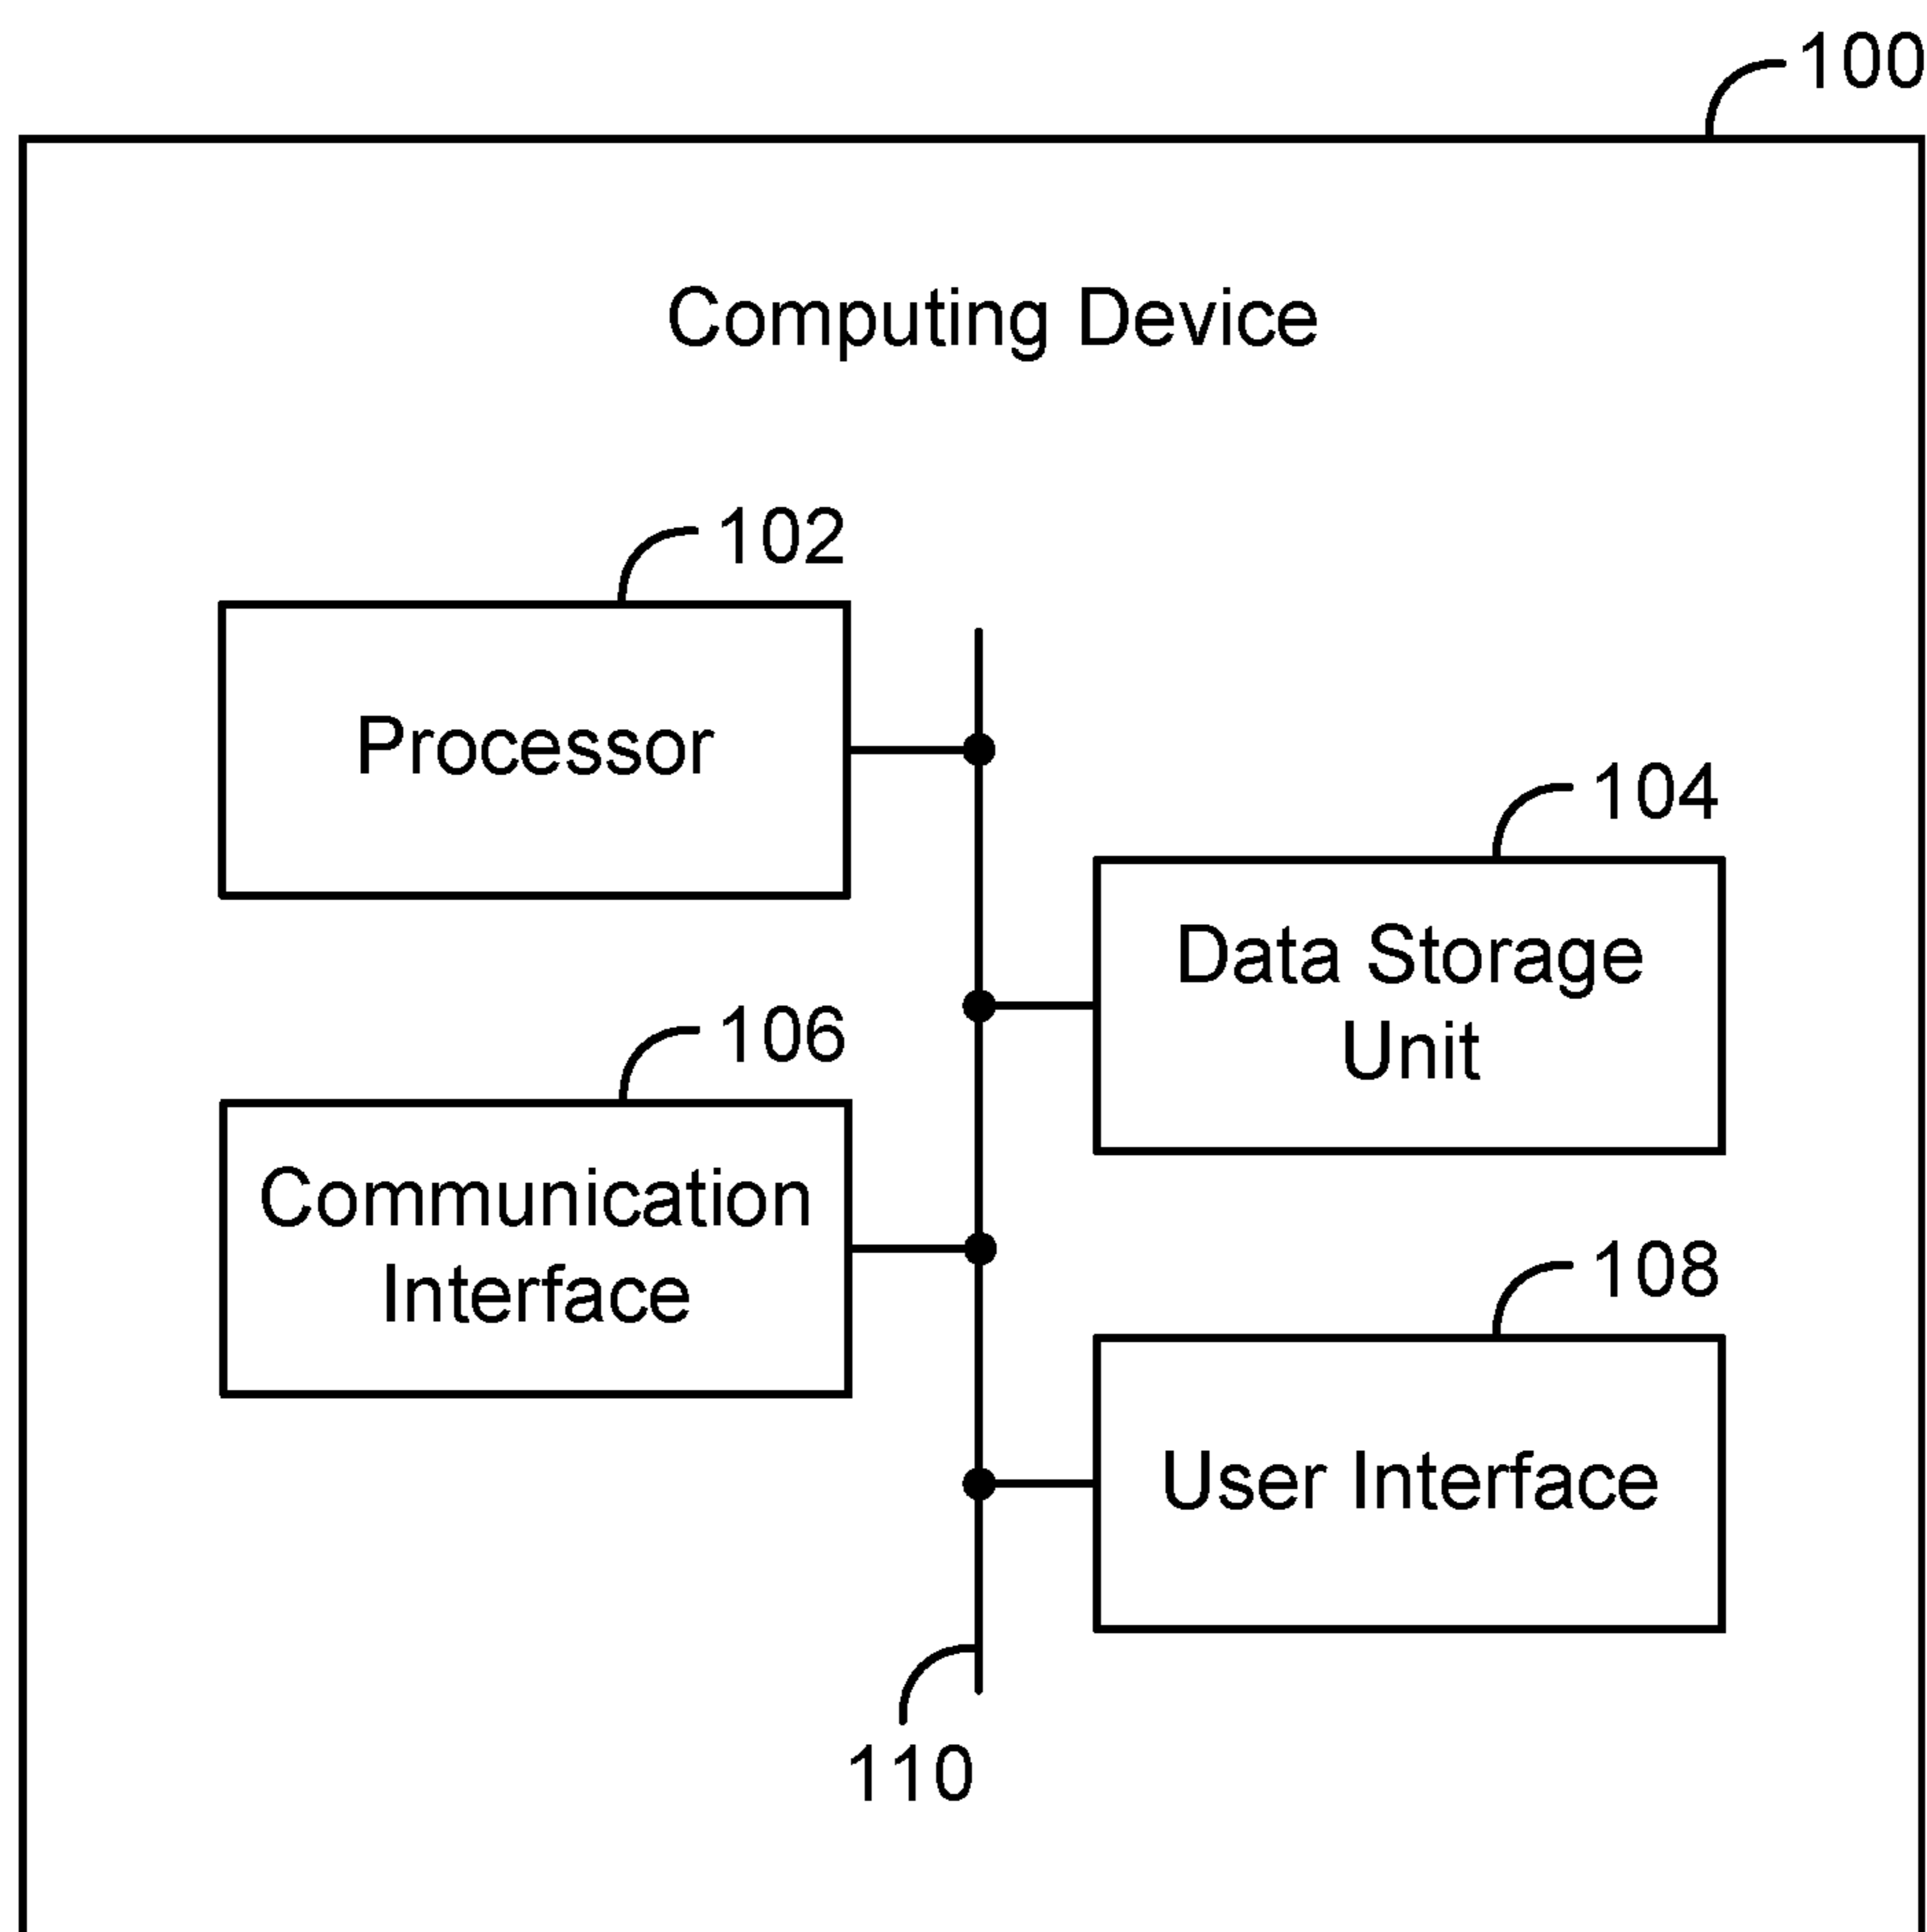 100
Computing Device
102
Processor
104
Data Storage
Unit
106
Communication
Interface
108
User Interface
110